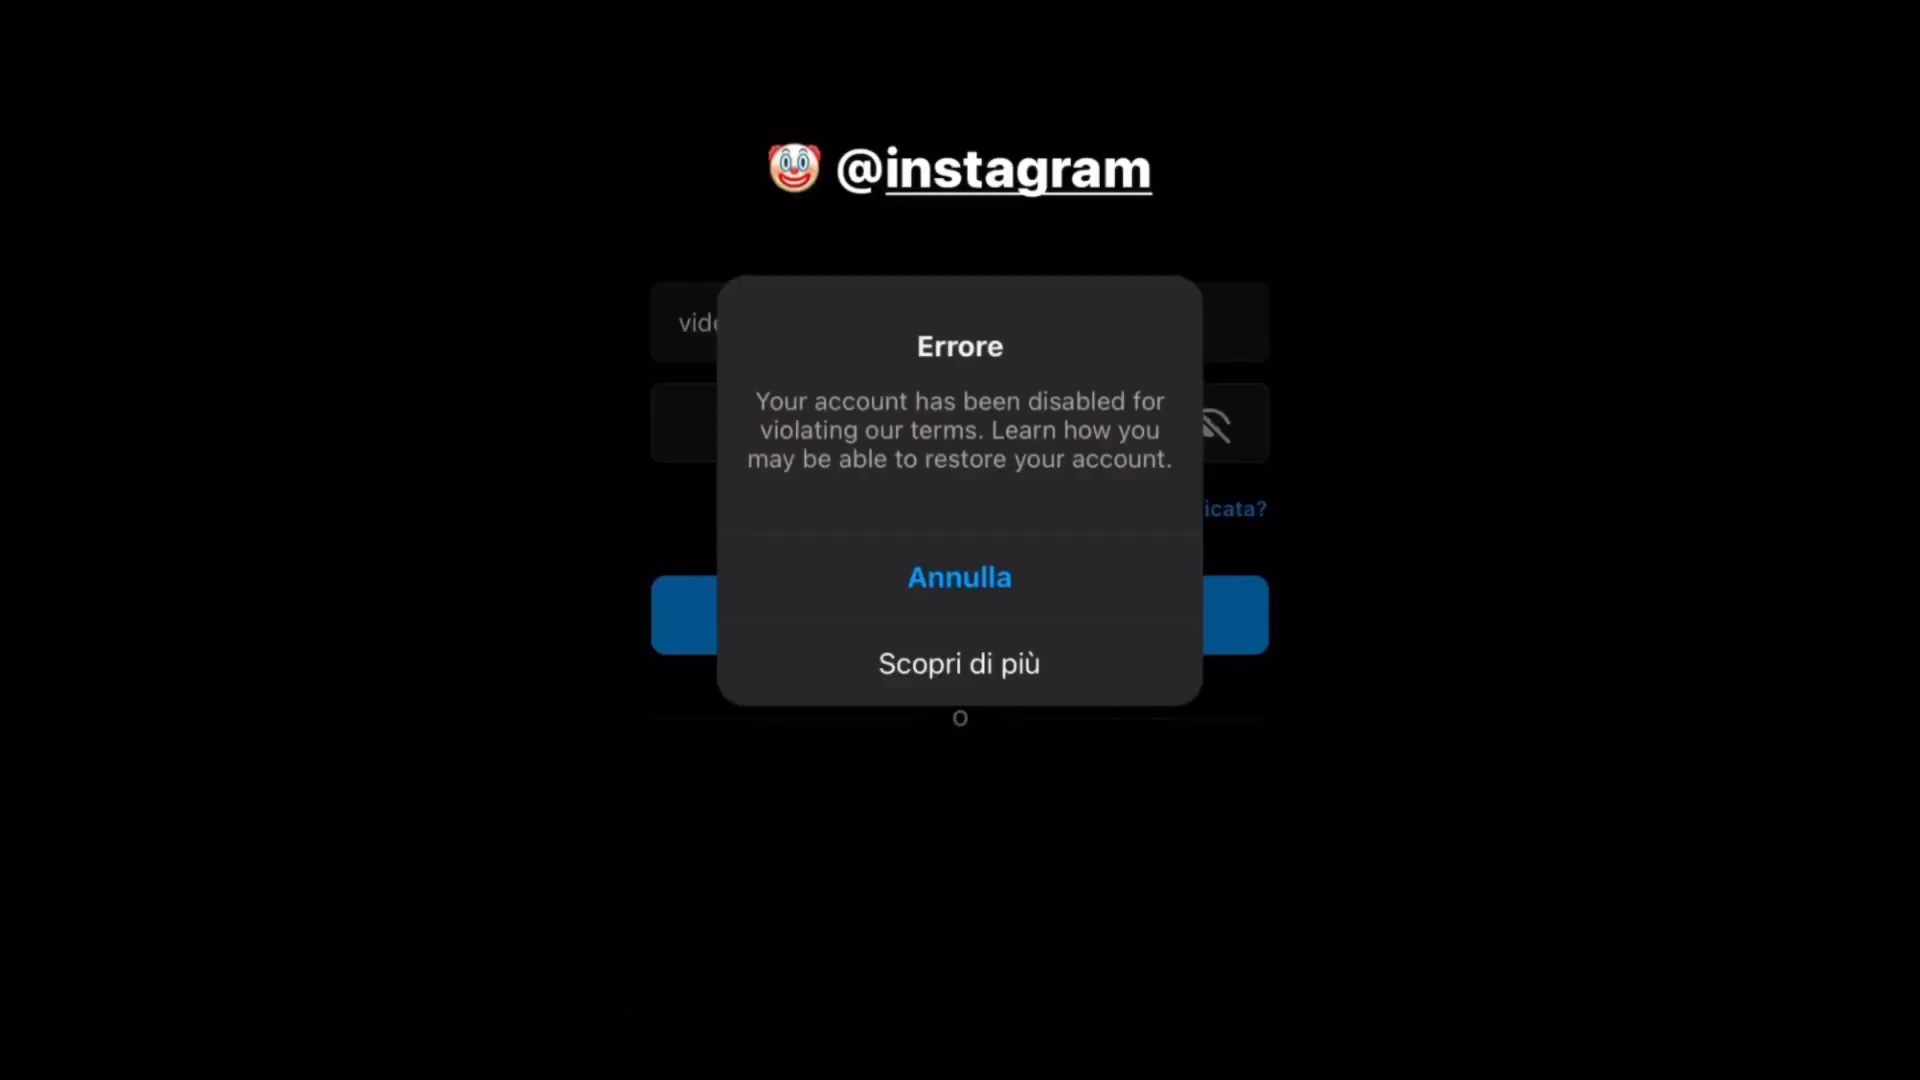 🤡 @instagram
Errore
Your account has been disabled for
violating our terms. Learn how you
may be able to restore your account.
icata?
Annulla
Scopri di più
O